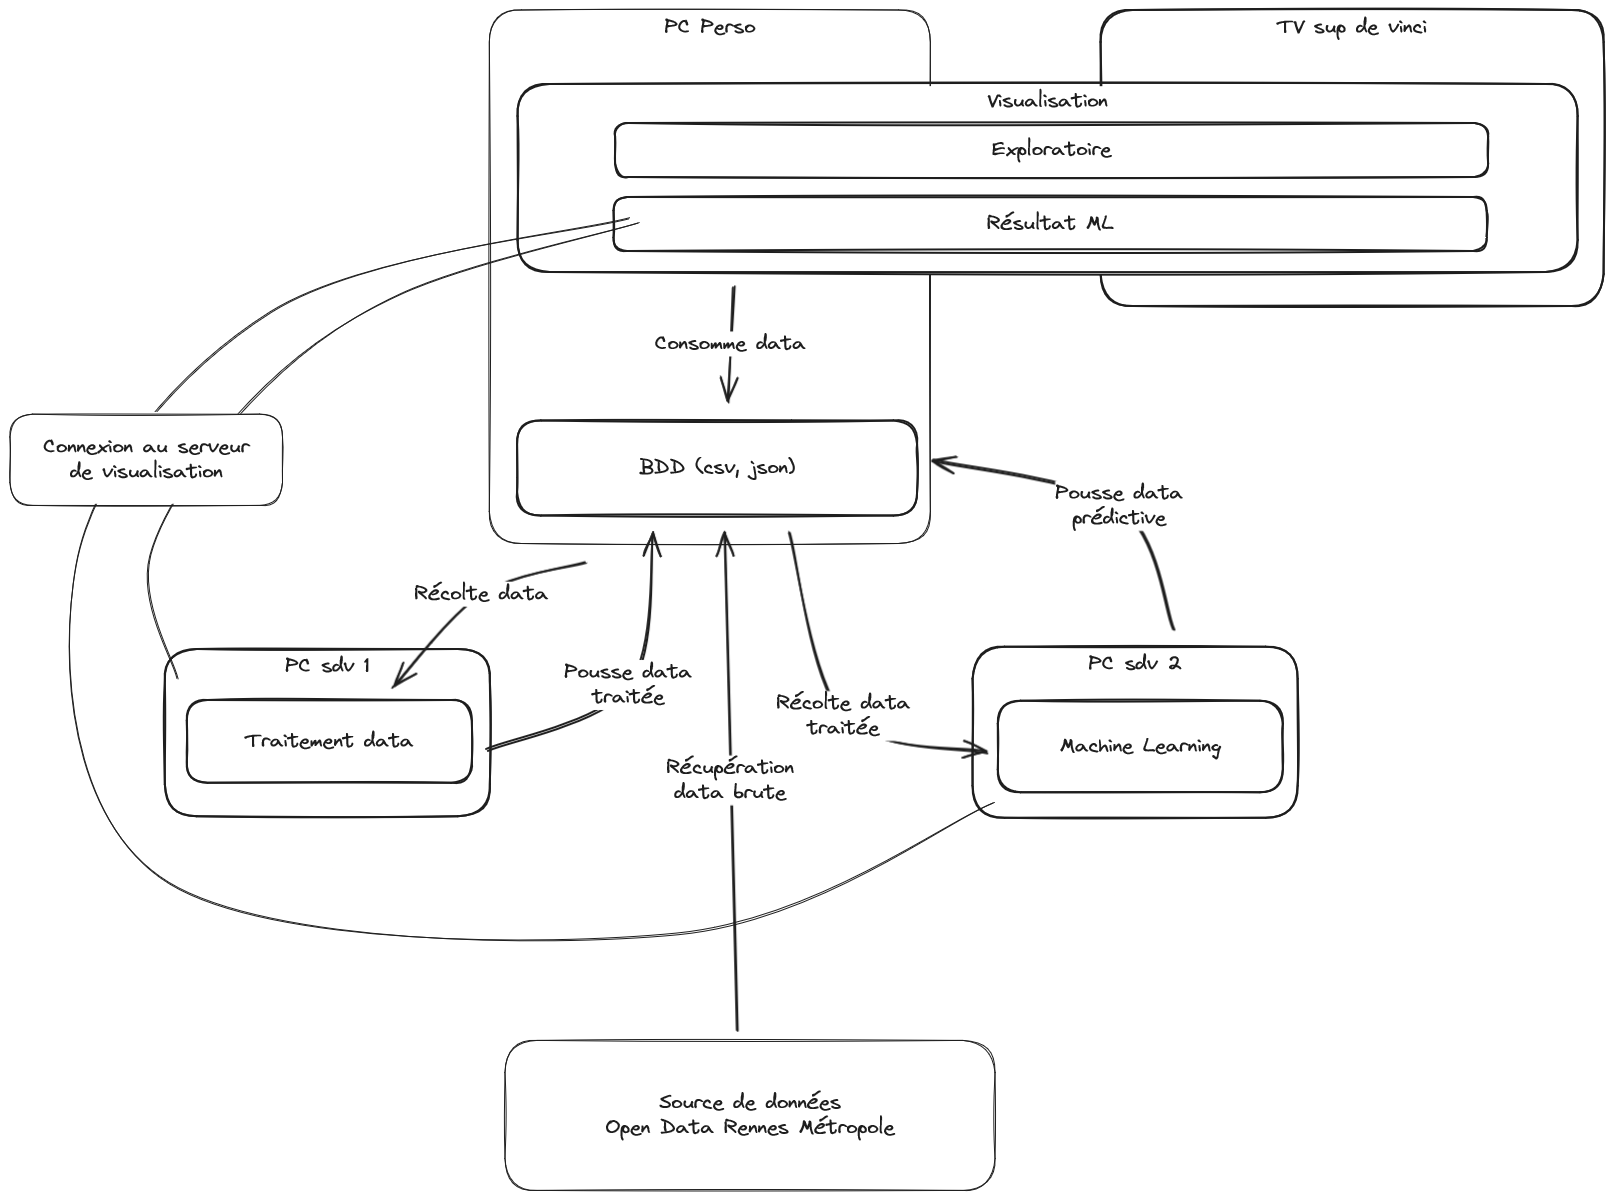 PC Perso
TV sup de vinci
Visualisation
Exploratoire
Résultat ML
Consomme data
Connexion au serveur
de visualisation
BDD (csv, json)
Pousse data
prédictive
Récolte data
PC sdv 1
Traitement data
Pousse data
traitée
Récolte data
traitée
PC sdv 2
Machine Learning
Récupération
data brute
Source de données
Open Data Rennes Métropole